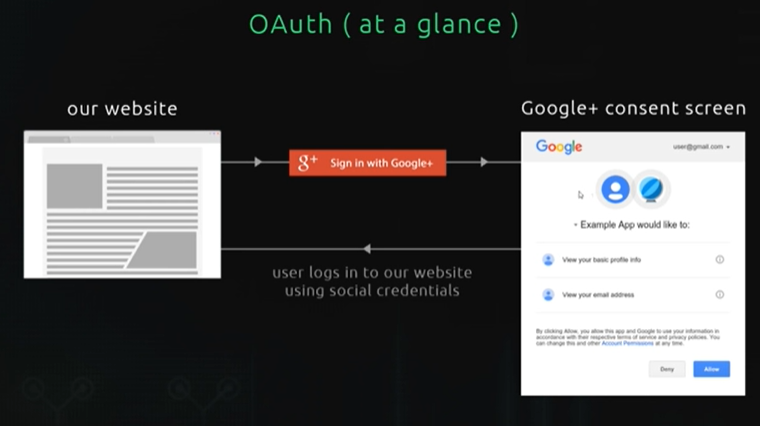 OAuth ( at a glance )
our website
Google+ consent screen
g+ Sign in with Google+
Google
user@gmail.com
Example App would like to:
View your basic profile info
View your email address
By clicking Allow, you allow this app and Google to use your information in
accordance with their respective terms of service and privacy policies. You
can change this and other Account Permissions at any time.
Deny
Allow
user logs in to our website
using social credentials